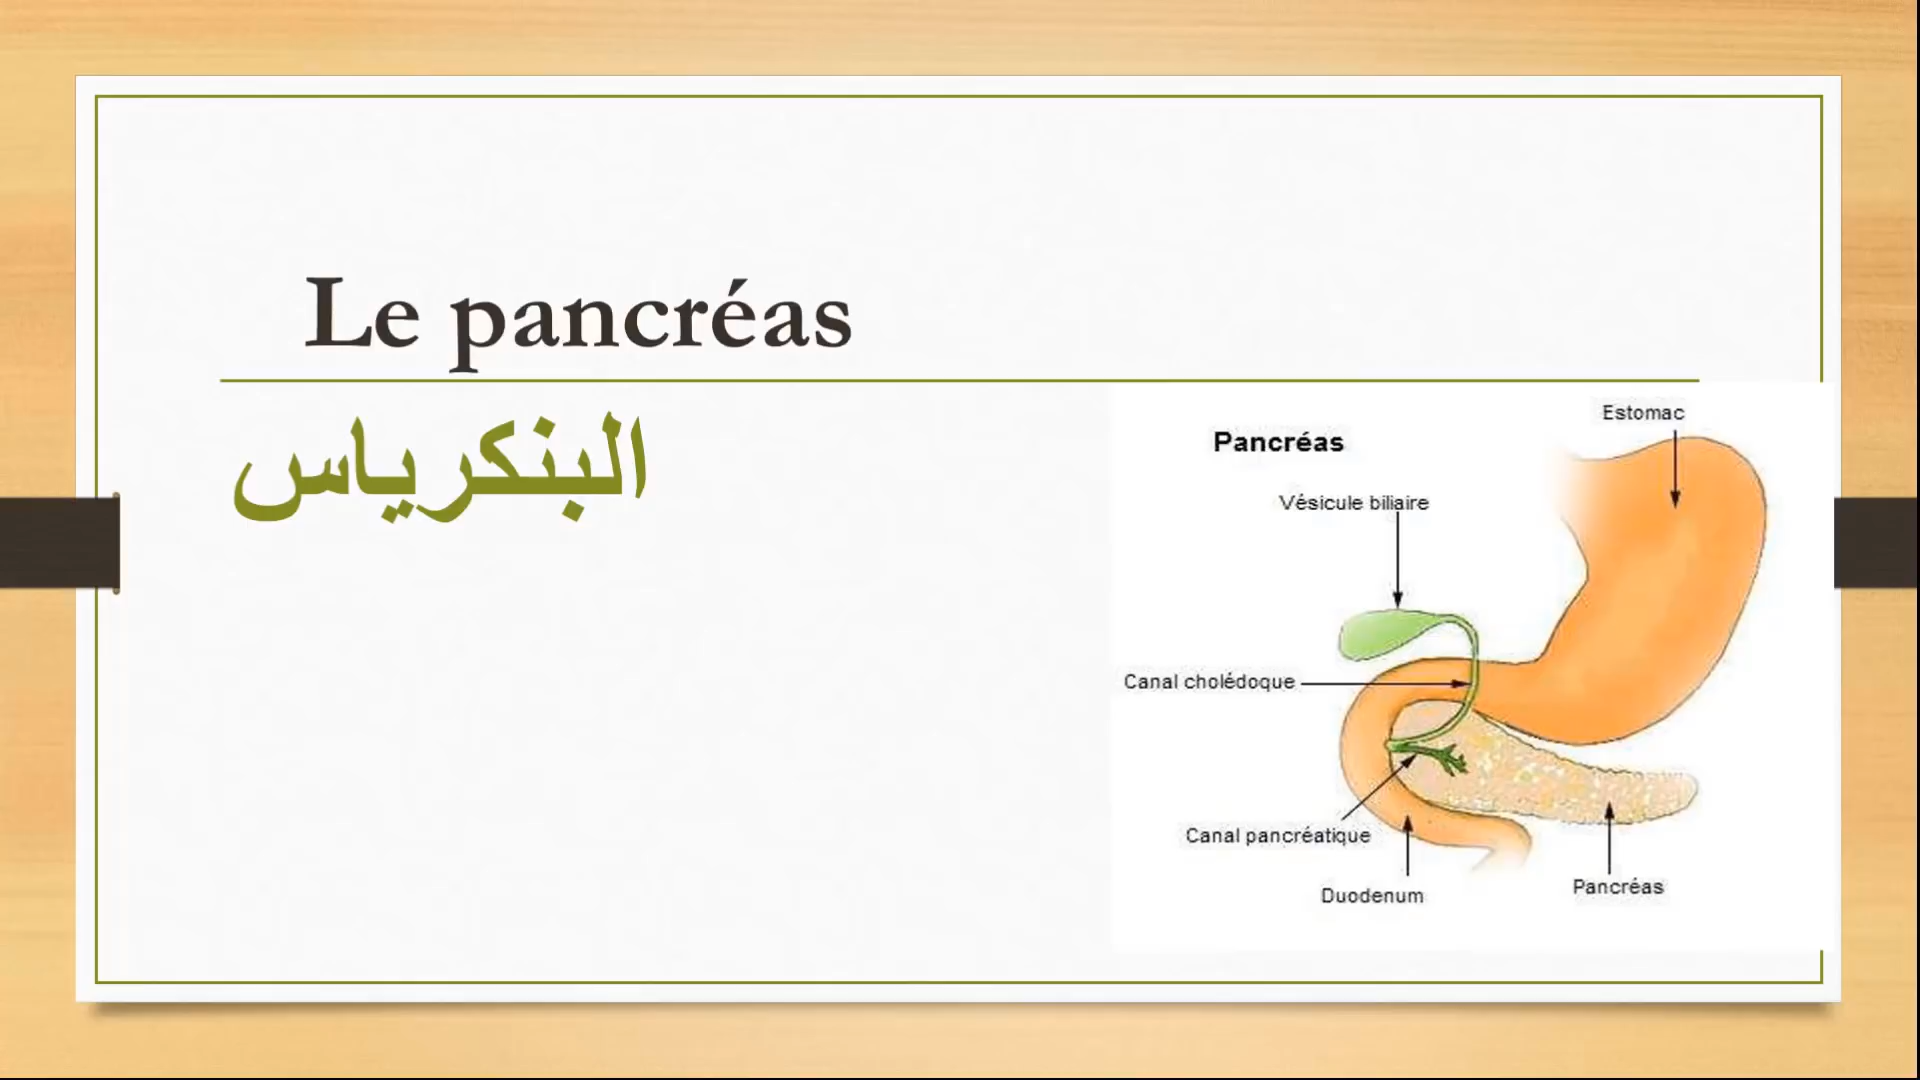 Le pancréas
البنكرياس
Estomac
Pancréas
Vésicule biliaire
Canal cholédoque
Canal pancréatique
Pancréas
Duodenum